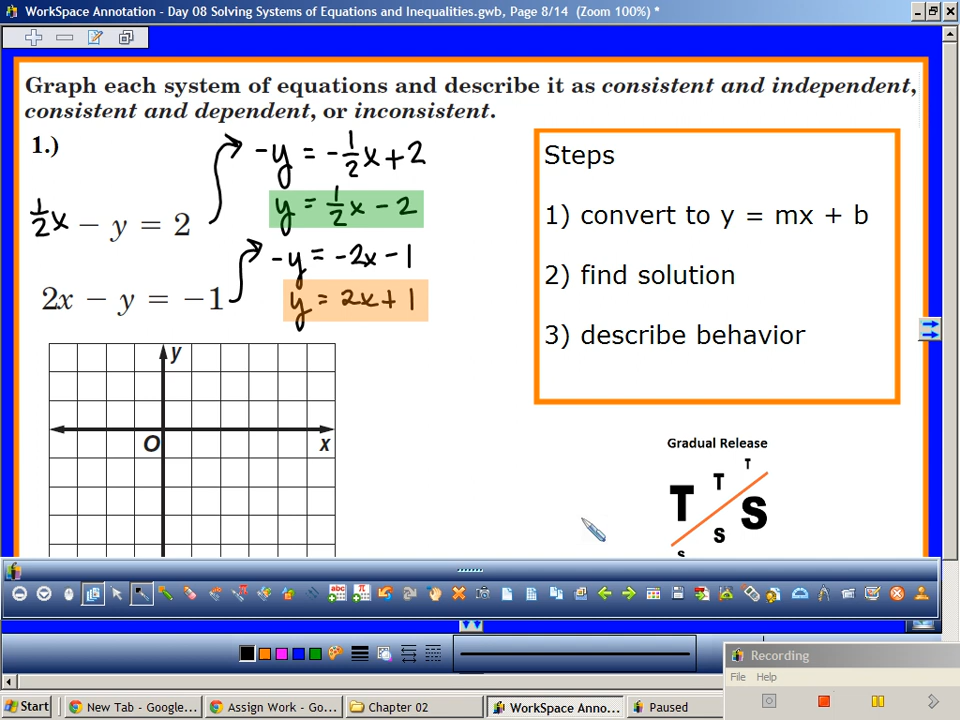 WorkSpace Annotation - Day 08 Solving Systems of Equations and Inequalities.gwb, Page 8/14 (Zoom 100%) *
Graph each system of equations and describe it as consistent and independent,
consistent and dependent, or inconsistent.
1.)
-y = -1/2x + 2
y = 1/2x - 2
1/2x - y = 2
-y = -2x - 1
2x - y = -1
y = 2x + 1
Steps
1) convert to y = mx + b
2) find solution
3) describe behavior
y
O
x
Gradual Release
T
T
T
S
S
s
abc
π
Recording
File Help
Start
New Tab - Google...
Assign Work - Go...
Chapter 02
WorkSpace Anno...
Paused